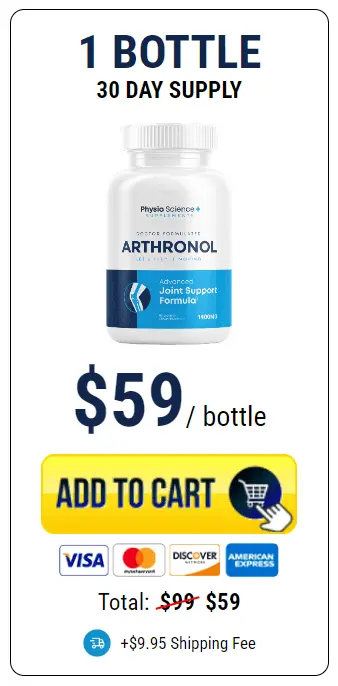 1 BOTTLE
30 DAY SUPPLY
Physio Science+
SUPPLEMENTS
DOCTOR FORMULATED
ARTHRONOL
Advanced
Joint Support
Formula
1400MG
$59 / bottle
ADD TO CART
VISA
mastercard
DISCOVER
NETWORK
AMERICAN
EXPRESS
Total: $99 $59
+$9.95 Shipping Fee